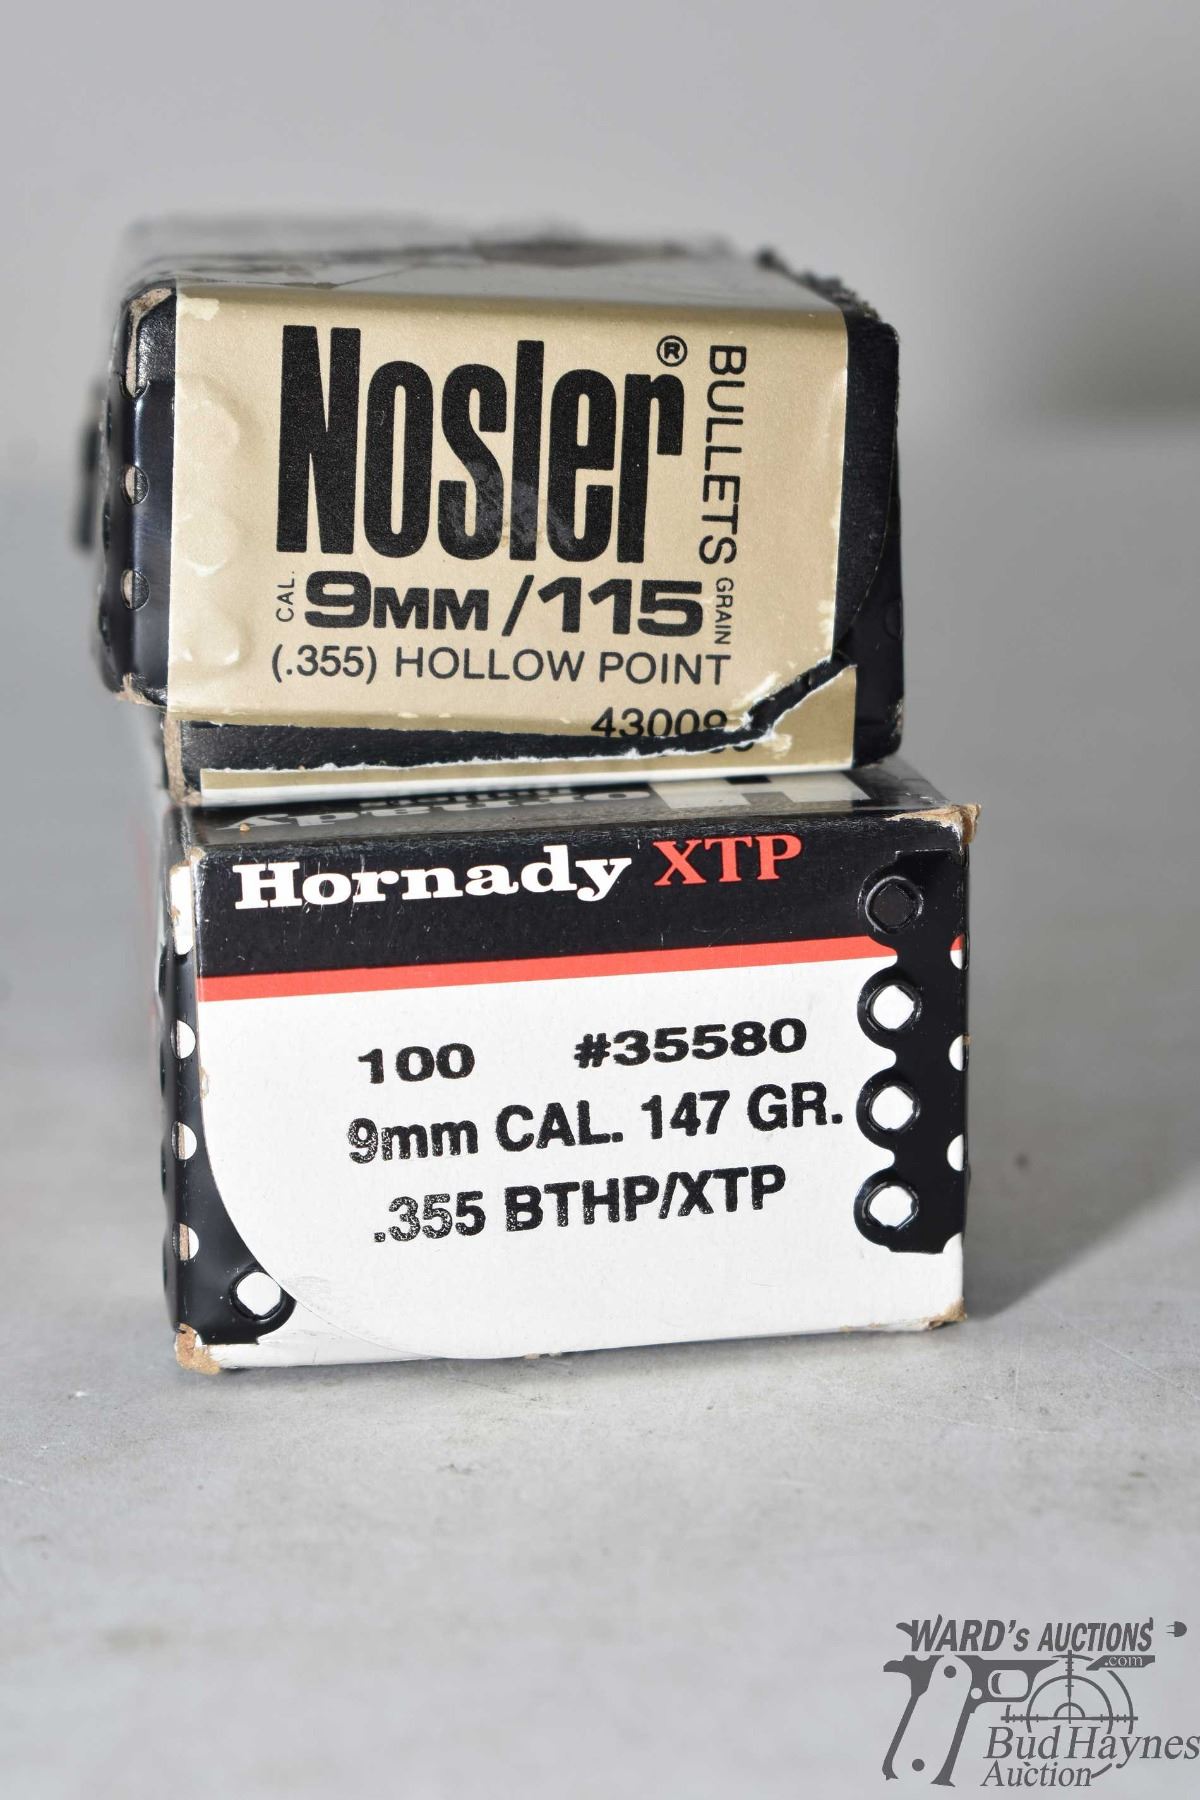 Nosler®
BULLETS
CAL. 9MM/115 GRAIN
(.355) HOLLOW POINT
43009
Hornady XTP
100 #35580
9mm CAL. 147 GR.
.355 BTHP/XTP
WARD's AUCTIONS
.com
Bud Haynes
Auction